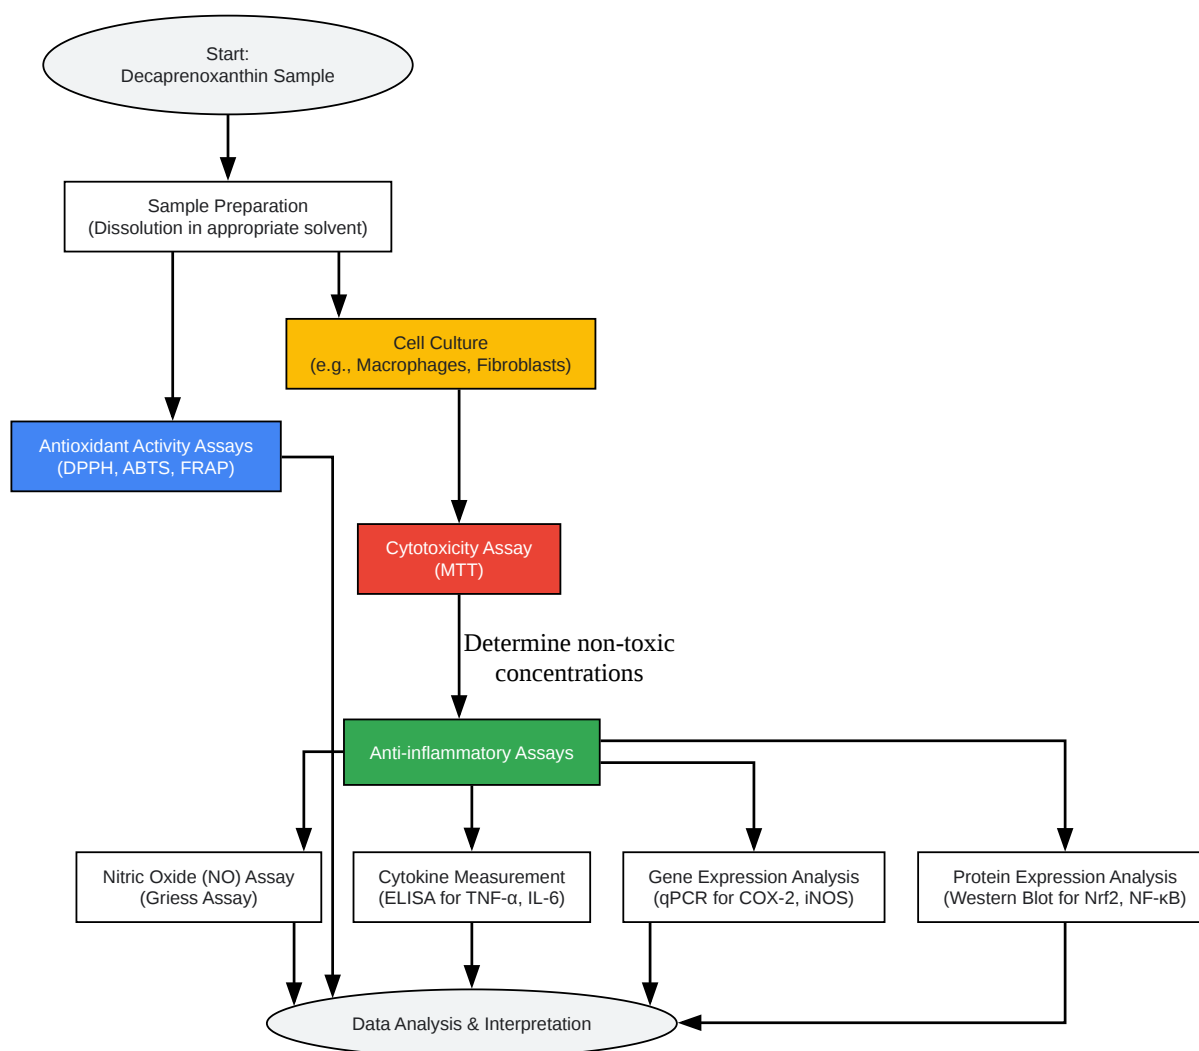 Start:
Decaprenoxanthin Sample
Sample Preparation
(Dissolution in appropriate solvent)
Cell Culture
(e.g., Macrophages, Fibroblasts)
Antioxidant Activity Assays
(DPPH, ABTS, FRAP)
Cytotoxicity Assay
(MTT)
Determine non-toxic
concentrations
Anti-inflammatory Assays
Nitric Oxide (NO) Assay
(Griess Assay)
Cytokine Measurement
(ELISA for TNF-α, IL-6)
Gene Expression Analysis
(qPCR for COX-2, iNOS)
Protein Expression Analysis
(Western Blot for Nrf2, NF-κB)
Data Analysis & Interpretation